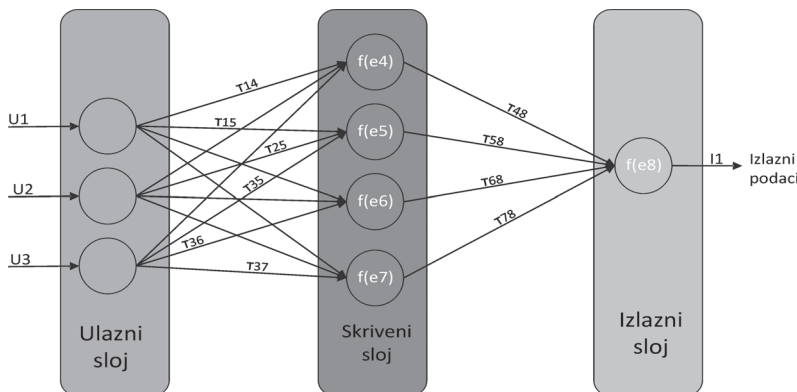 U1
U2
U3
Ulazni
sloj
T14
T15
T25
T35
T36
T37
f(e4)
f(e5)
f(e6)
f(e7)
Skriveni
sloj
T48
T58
T68
T78
f(e8)
Izlazni
sloj
I1
Izlazni
podaci